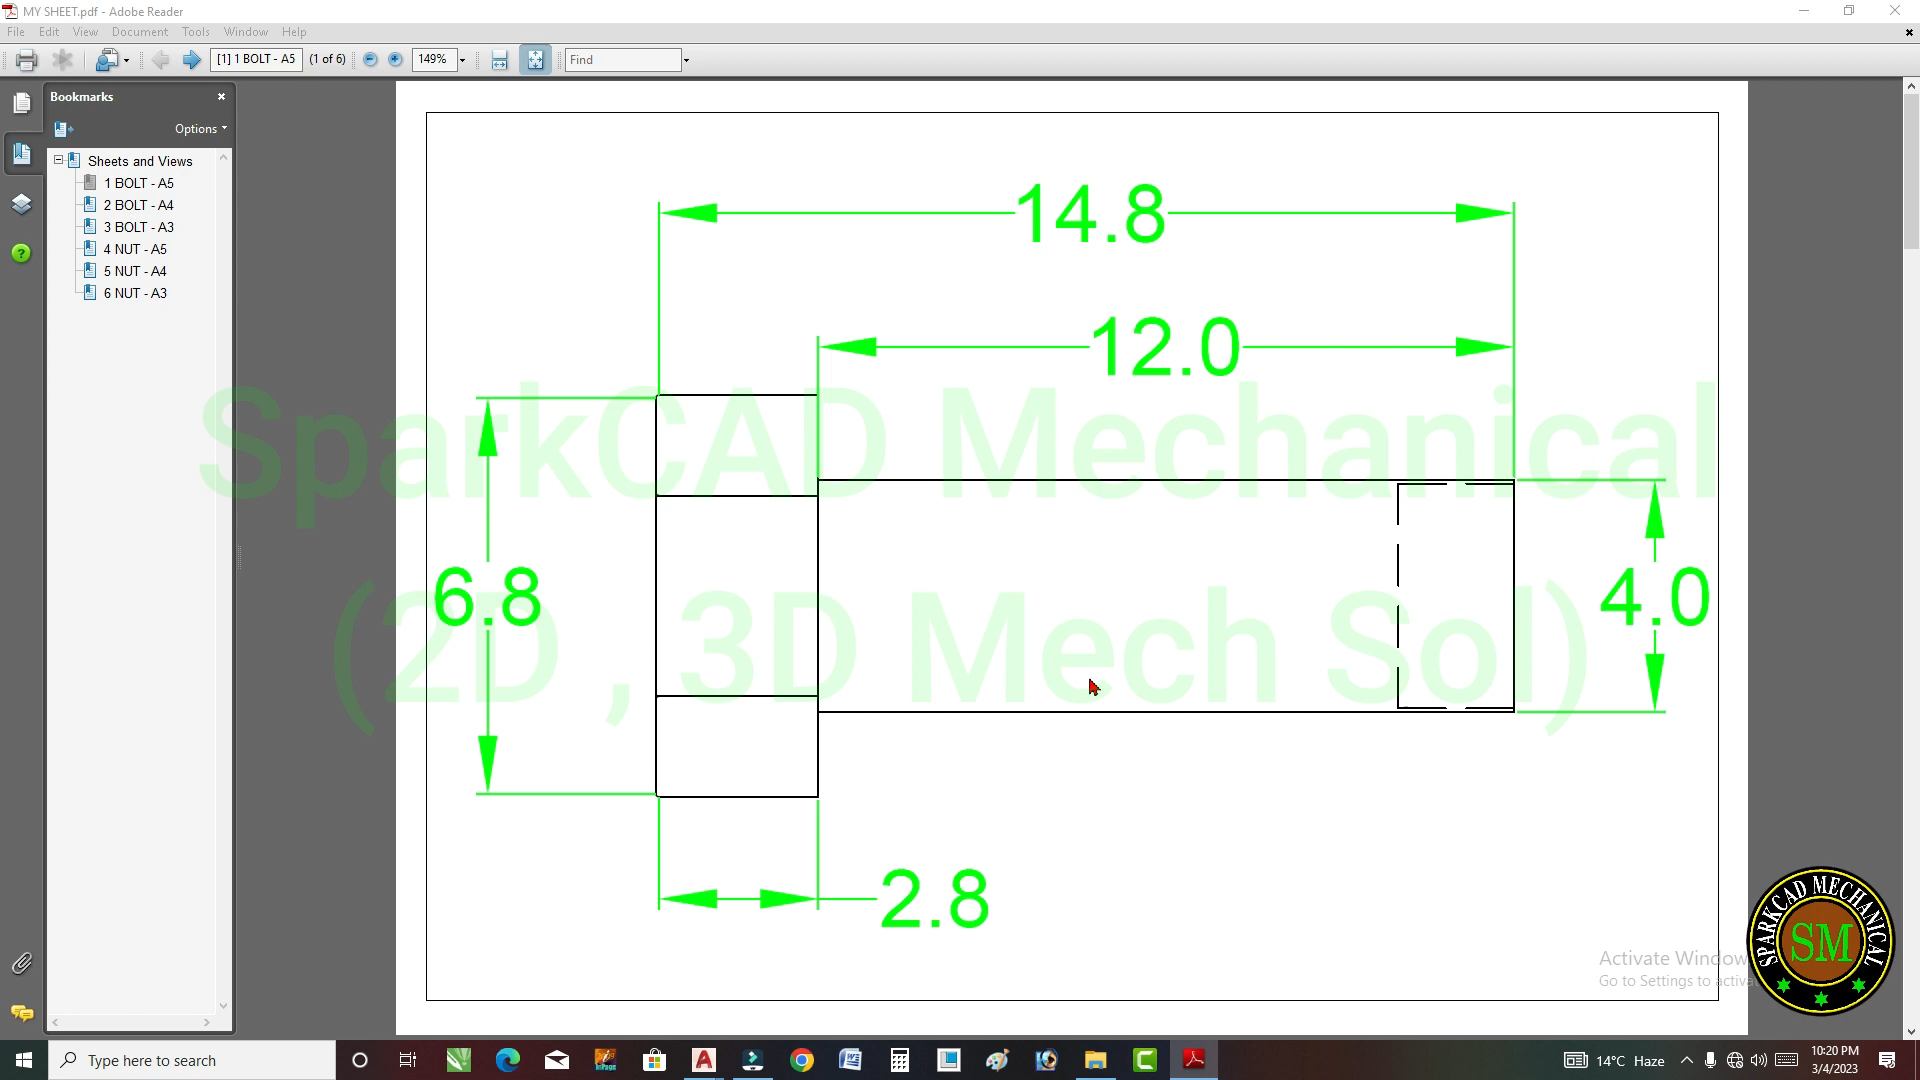 MY SHEET.pdf - Adobe Reader
File Edit View Document Tools Window Help
[1] 1 BOLT - A5 (1 of 6) 149% Find
Bookmarks
Options
Sheets and Views
1 BOLT - A5
2 BOLT - A4
3 BOLT - A3
4 NUT - A5
5 NUT - A4
6 NUT - A3
14.8
12.0
SparkCAD Mechanical
6.8
4.0
(2D , 3D Mech Sol)
2.8
SPARKCAD MECHANICAL
SM
Activate Window
Go to Settings to activa
Type here to search
14°C Haze
10:20 PM
3/4/2023